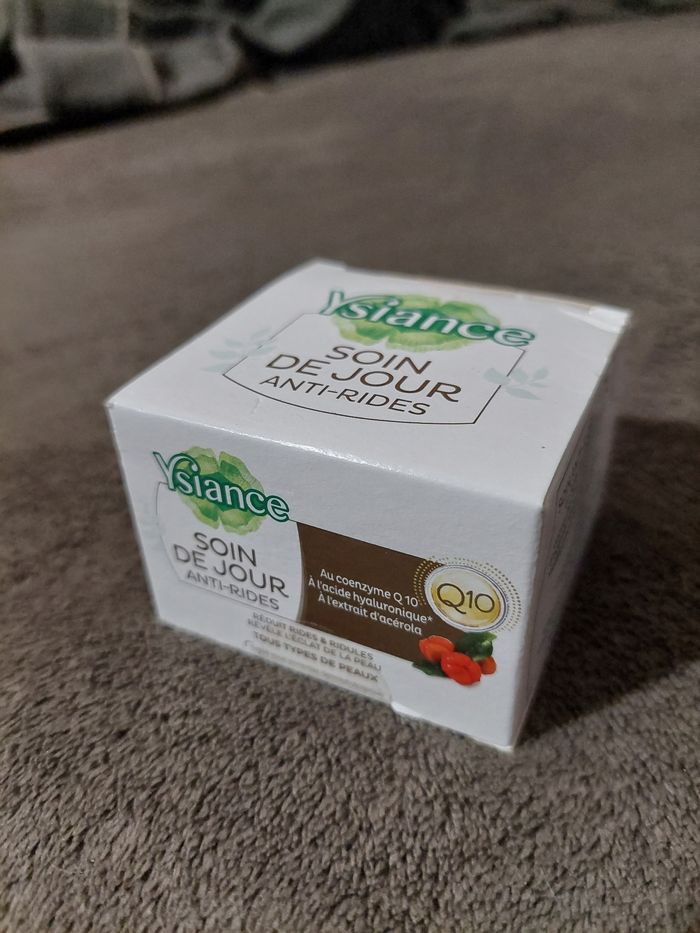 Ysiance
SOIN
DE JOUR
ANTI-RIDES
Ysiance
SOIN
DE JOUR
ANTI-RIDES
Au coenzyme Q 10
À l'acide hyaluronique*
À l'extrait d'acérola
Q10
RÉDUIT RIDES & RIDULES
RÉVÈLE L'ÉCLAT DE LA PEAU
TOUS TYPES DE PEAUX